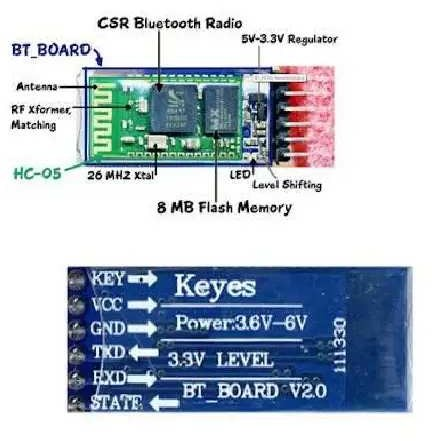 CSR Bluetooth Radio
5V-3.3V Regulator
BT_BOARD
Antenna
RF Xformer,
Matching
HC-05
26 MHZ Xtal
LED
Level Shifting
8 MB Flash Memory
KEY
VCC
GND
TXD
RXD
STATE
Keyes
Power:3.6V-6V
3.3V LEVEL
BT_BOARD V2.0
111330